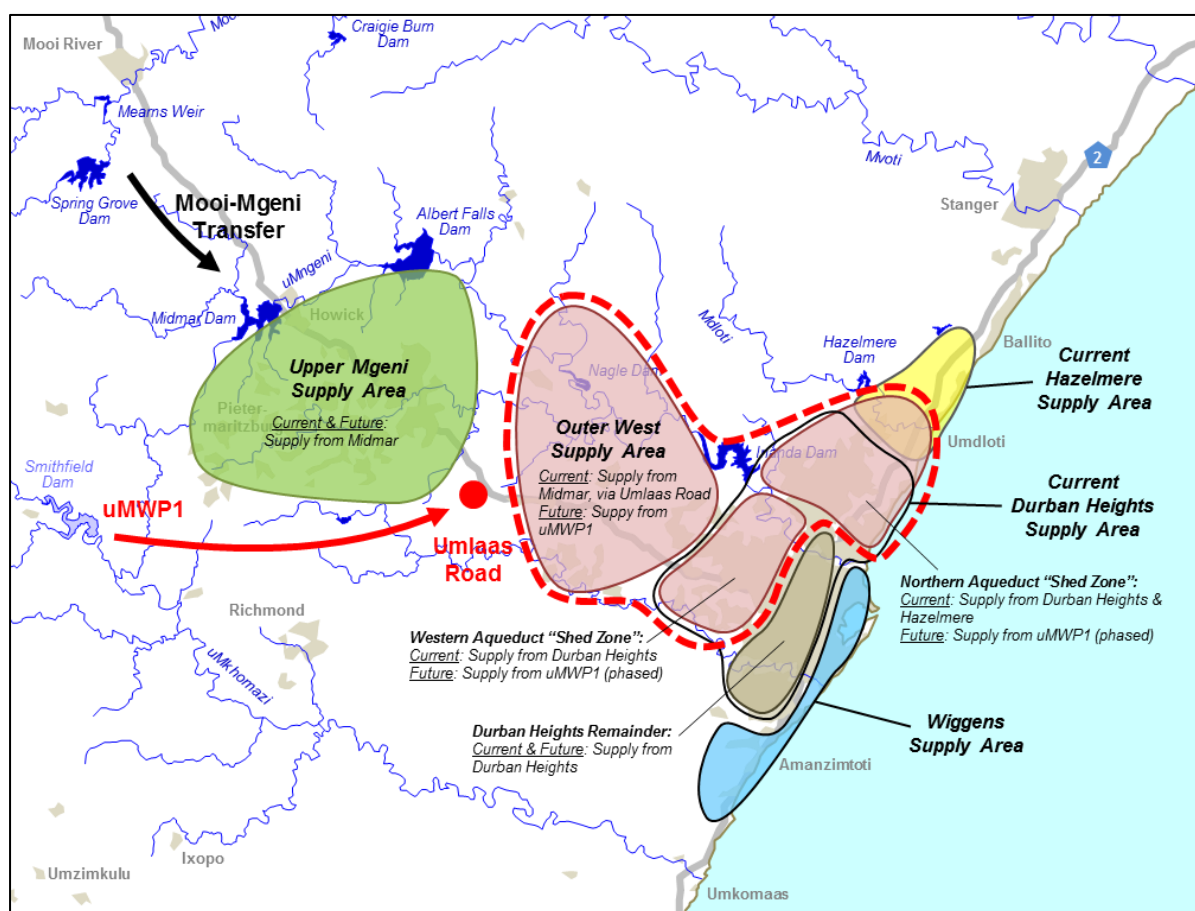 Mooi River
Craigie Burn
Dam
Mooi
Mearns Weir
Spring Grove
Dam
Mooi-Mgeni
Transfer
Albert Falls
Dam
uMngeni
Midmar Dam
Howick
Mvoti
2
Stanger
Upper Mgeni
Supply Area
Current & Future:
Supply from Midmar
Pieter-
maritzburg
Nagle Dam
Mdloti
Hazelmere
Dam
Ballito
Current
Hazelmere
Supply Area
Outer West
Supply Area
Current: Supply from
Midmar, via Umlaas Road
Future: Suppy from
uMWP1
Inanda Dam
Umdloti
Current
Durban Heights
Supply Area
Smithfield
Dam
uMWP1
Umlaas
Road
Richmond
uMkhomazi
Northern Aqueduct “Shed Zone”:
Current: Supply from Durban Heights &
Hazelmere
Future: Supply from uMWP1 (phased)
Western Aqueduct “Shed Zone”:
Current: Supply from Durban Heights
Future: Supply from uMWP1 (phased)
Durban Heights Remainder:
Current & Future: Supply from
Durban Heights
Wiggens
Supply Area
Amanzimtoti
Ixopo
Umzimkulu
Umkomaas